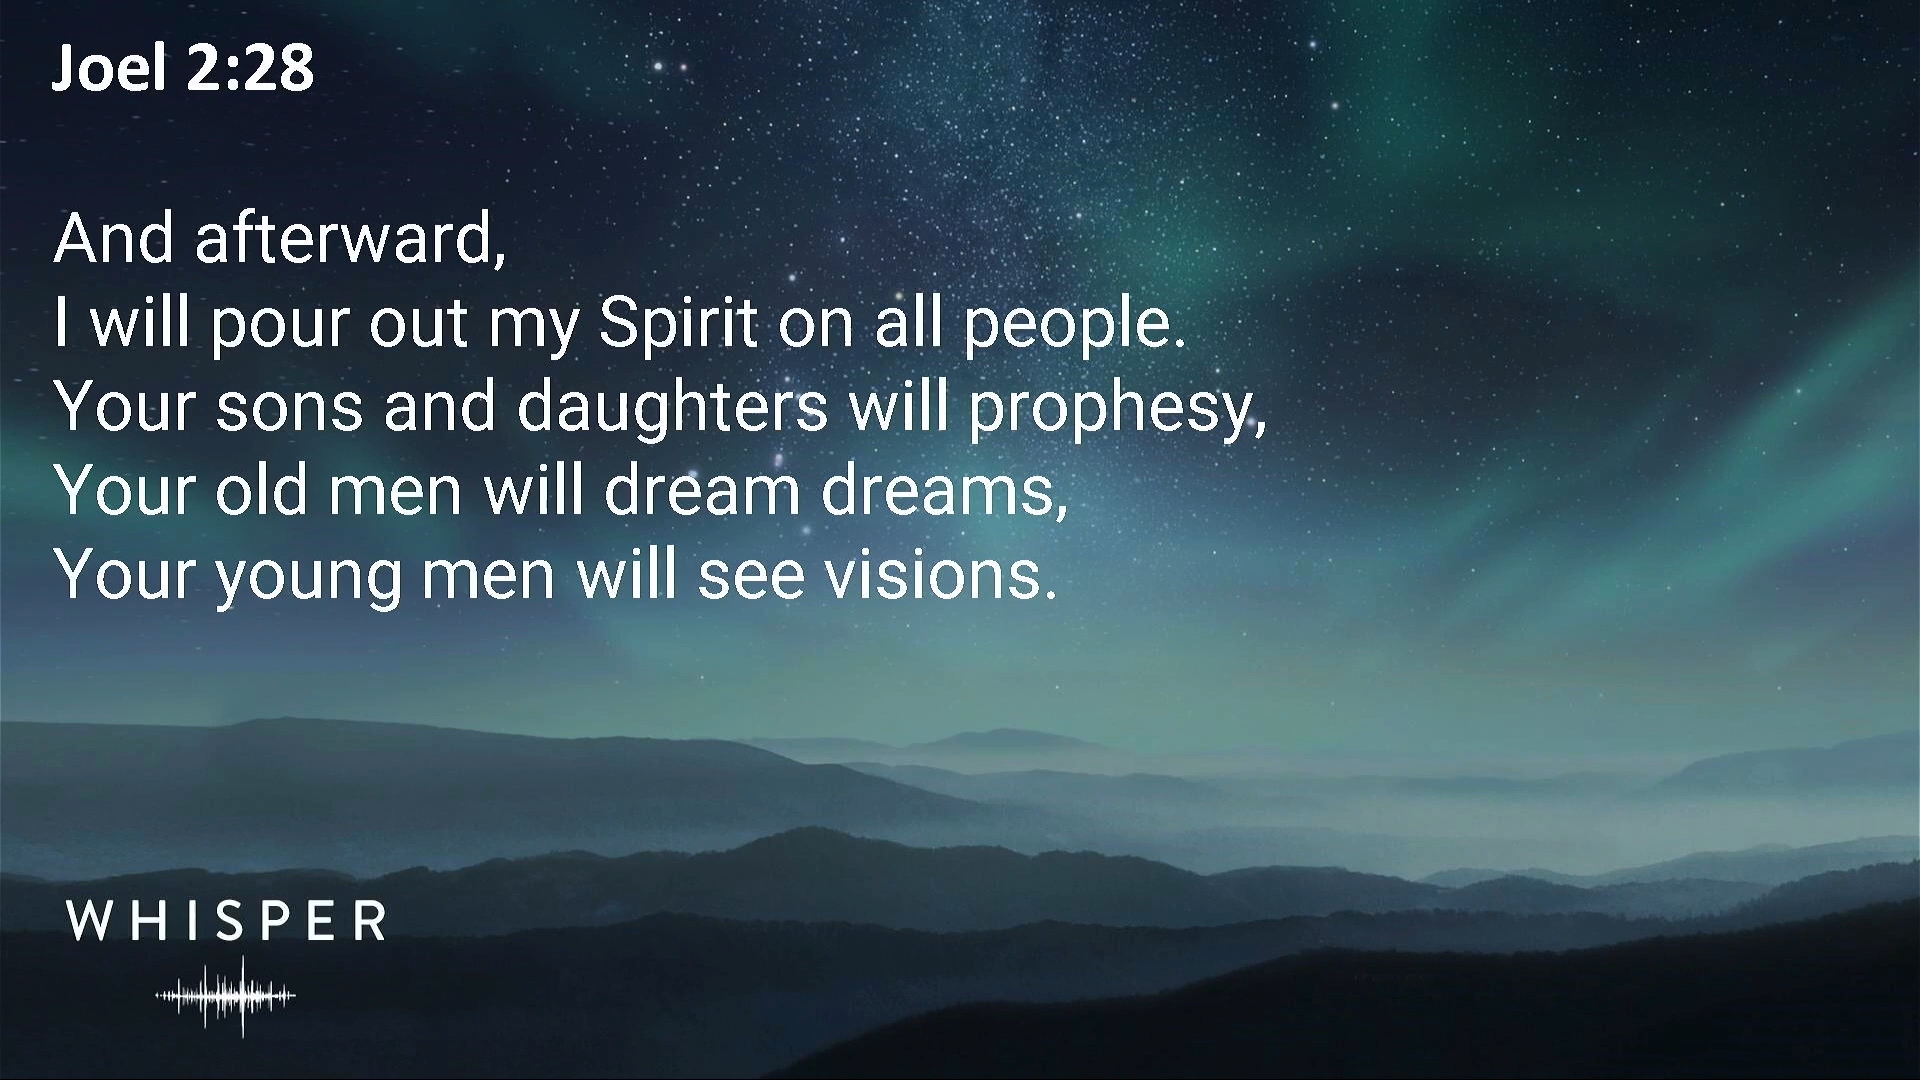 Joel 2:28
And afterward,
I will pour out my Spirit on all people.
Your sons and daughters will prophesy,
Your old men will dream dreams,
Your young men will see visions.
WHISPER